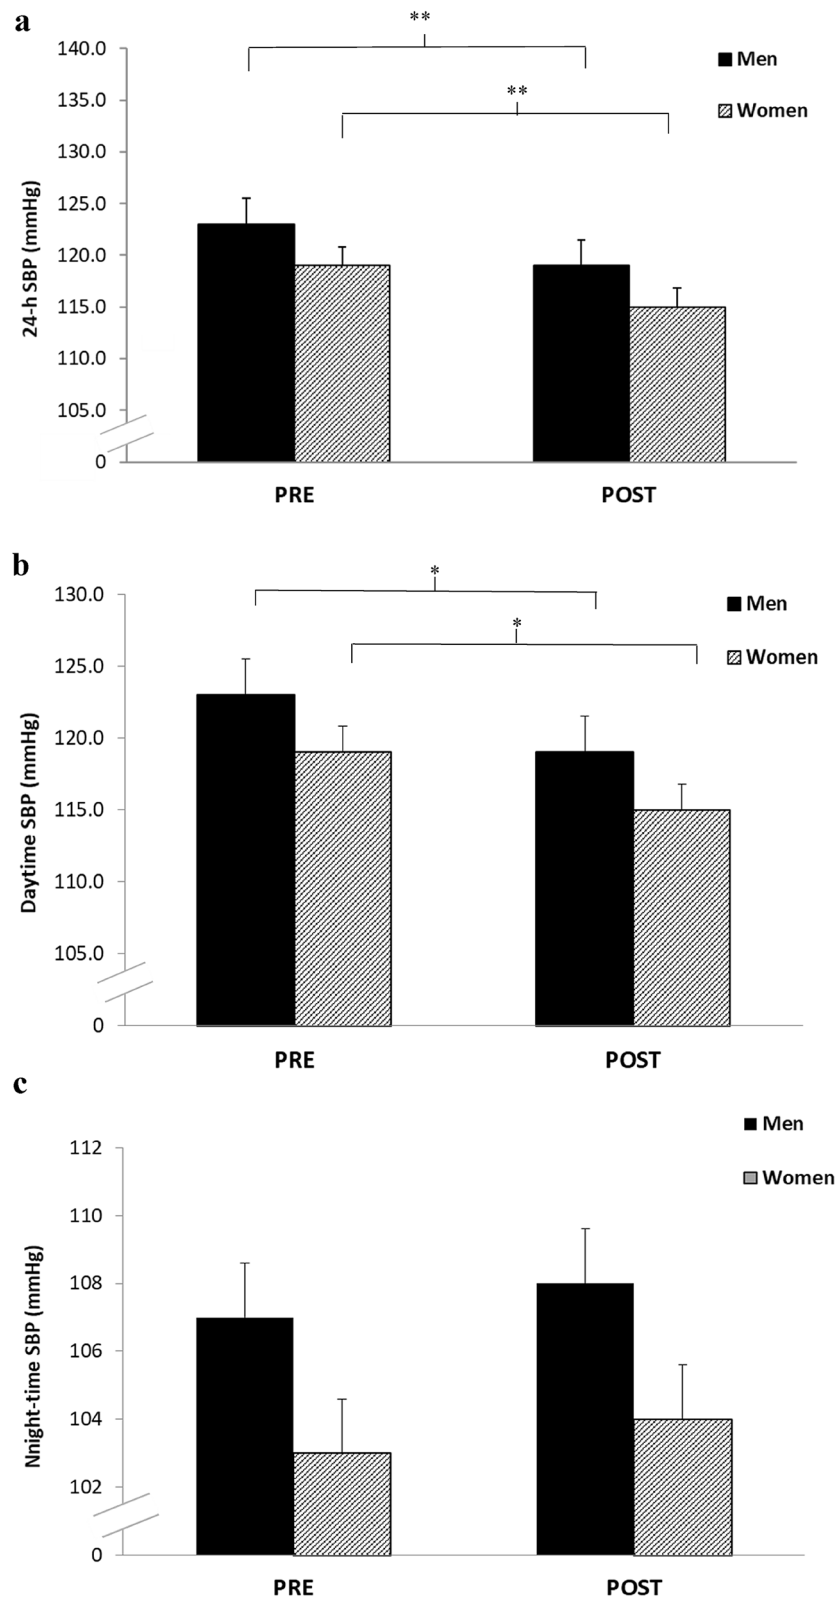 a
**
140.0
Men
135.0
**
Women
130.0
125.0
120.0
115.0
110.0
105.0
0
24-h SBP (mmHg)
PRE
POST
b
*
130.0
Men
*
Women
125.0
120.0
115.0
110.0
105.0
0
Daytime SBP (mmHg)
PRE
POST
c
Men
112
Women
110
108
106
104
102
0
Nnight-time SBP (mmHg)
PRE
POST